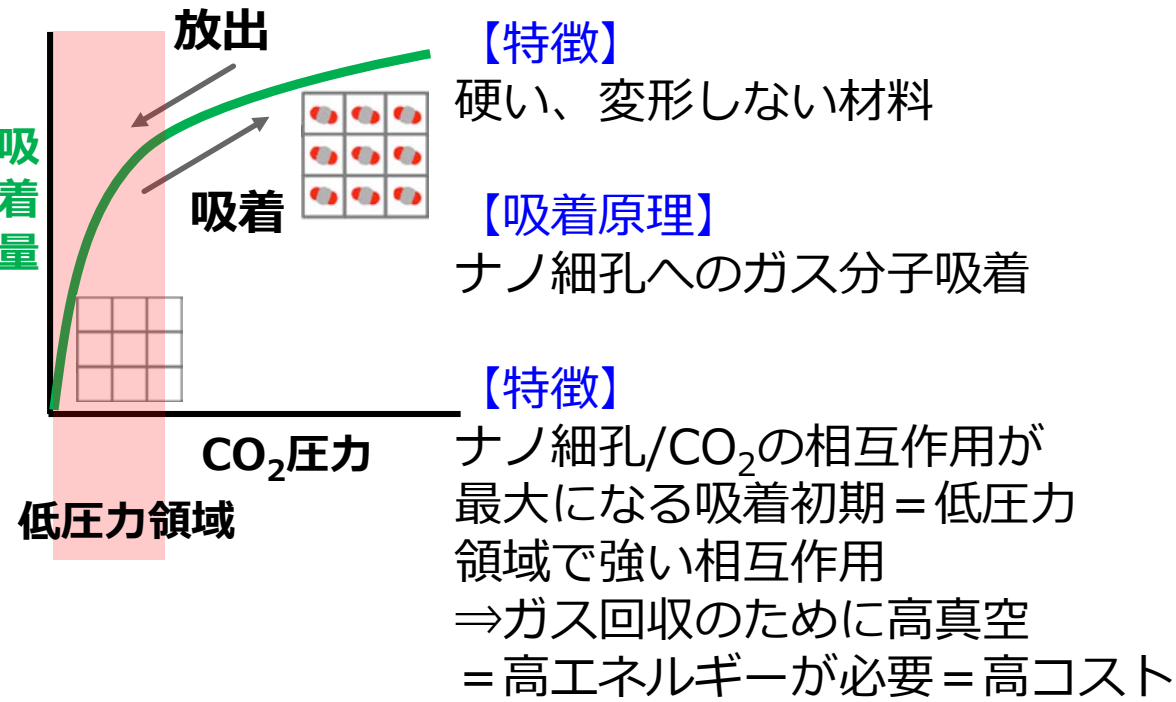 放出
吸着量
吸着
CO₂圧力
低圧力領域
【特徴】
硬い、変形しない材料
【吸着原理】
ナノ細孔へのガス分子吸着
【特徴】
ナノ細孔/CO₂の相互作用が
最大になる吸着初期＝低圧力
領域で強い相互作用
⇒ガス回収のために高真空
＝高エネルギーが必要＝高コスト